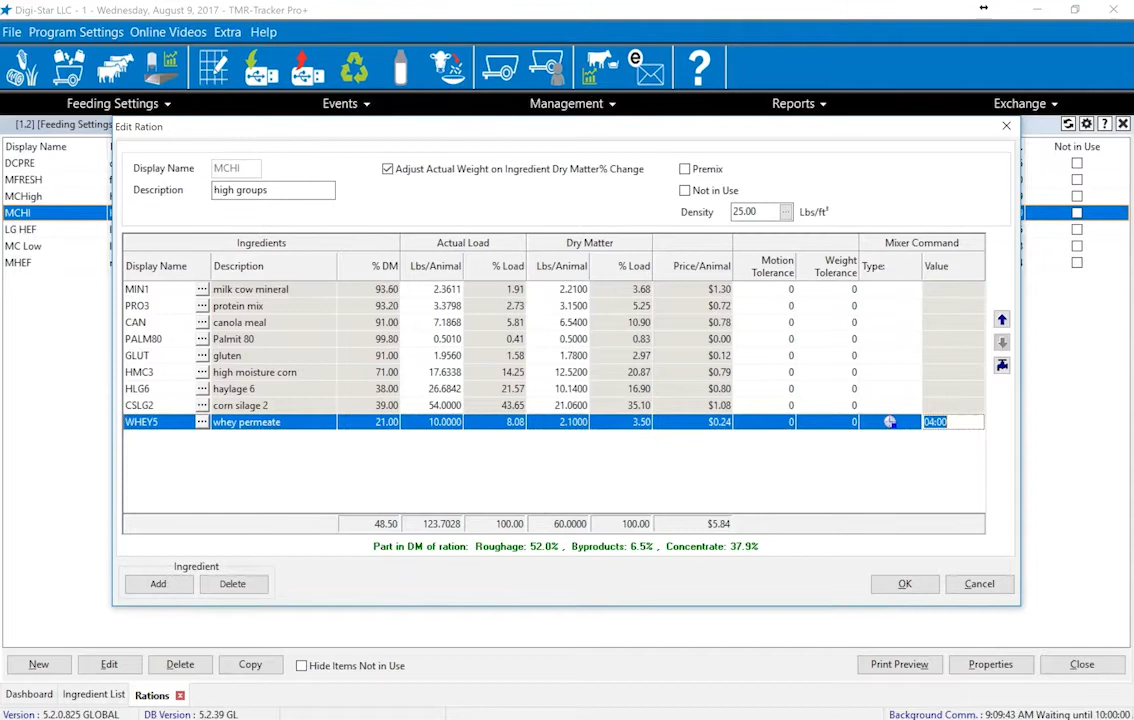 Digi-Star LLC - 1 - Wednesday, August 9, 2017 - TMR-Tracker Pro+
File Program Settings Online Videos Extra Help
e ?
Feeding Settings Events Management Reports Exchange
[1.2] [Feeding Settings ?
Edit Ration
Display Name
Not in Use
DCPRE
MFRESH
MCHigh
MCHI
LG HEF
MC Low
MHEF
Display Name MCHI Adjust Actual Weight on Ingredient Dry Matter% Change Premix
Description high groups Not in Use
Density 25.00 ... Lbs/ft³
Ingredients Actual Load Dry Matter Mixer Command
Display Name Description % DM Lbs/Animal % Load Lbs/Animal % Load Price/Animal Motion Tolerance Weight Tolerance Type: Value
MIN1 ... milk cow mineral 93.60 2.3611 1.91 2.2100 3.68 $1.30 0 0
PRO3 ... protein mix 93.20 3.3798 2.73 3.1500 5.25 $0.72 0 0
CAN ... canola meal 91.00 7.1868 5.81 6.5400 10.90 $0.78 0 0
PALM80 ... Palmit 80 99.80 0.5010 0.41 0.5000 0.83 $0.00 0 0
GLUT ... gluten 91.00 1.9560 1.58 1.7800 2.97 $0.12 0 0
HMC3 ... high moisture corn 71.00 17.6338 14.25 12.5200 20.87 $0.79 0 0
HLG6 ... haylage 6 38.00 26.6842 21.57 10.1400 16.90 $0.80 0 0
CSLG2 ... corn silage 2 39.00 54.0000 43.65 21.0600 35.10 $1.08 0 0
WHEY5 ... whey permeate 21.00 10.0000 8.08 2.1000 3.50 $0.24 0 0 04:00
48.50 123.7028 100.00 60.0000 100.00 $5.84
Part in DM of ration: Roughage: 52.0% , Byproducts: 6.5% , Concentrate: 37.9%
Ingredient
Add Delete OK Cancel
New Edit Delete Copy Hide Items Not in Use Print Preview Properties Close
Dashboard Ingredient List Rations
Version : 5.2.0.825 GLOBAL DB Version : 5.2.39 GL Background Comm. : 9:09:43 AM Waiting until 10:00:00